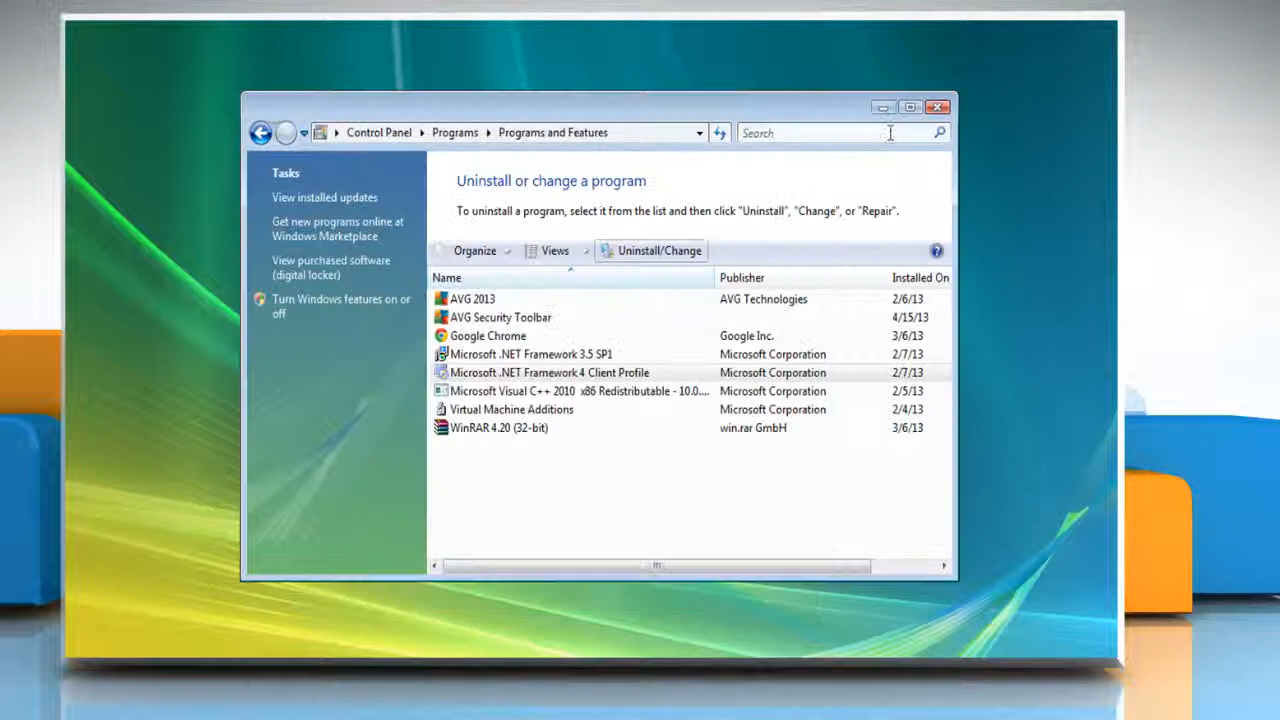 Control Panel Programs Programs and Features
Search
Tasks
View installed updates
Get new programs online at
Windows Marketplace
View purchased software
(digital locker)
Turn Windows features on or
off
Uninstall or change a program
To uninstall a program, select it from the list and then click "Uninstall", "Change", or "Repair".
Organize Views Uninstall/Change
Name Publisher Installed On
AVG 2013 AVG Technologies 2/6/13
AVG Security Toolbar 4/15/13
Google Chrome Google Inc. 3/6/13
Microsoft .NET Framework 3.5 SP1 Microsoft Corporation 2/7/13
Microsoft .NET Framework 4 Client Profile Microsoft Corporation 2/7/13
Microsoft Visual C++ 2010 x86 Redistributable - 10.0.... Microsoft Corporation 2/5/13
Virtual Machine Additions Microsoft Corporation 2/4/13
WinRAR 4.20 (32-bit) win.rar GmbH 3/6/13